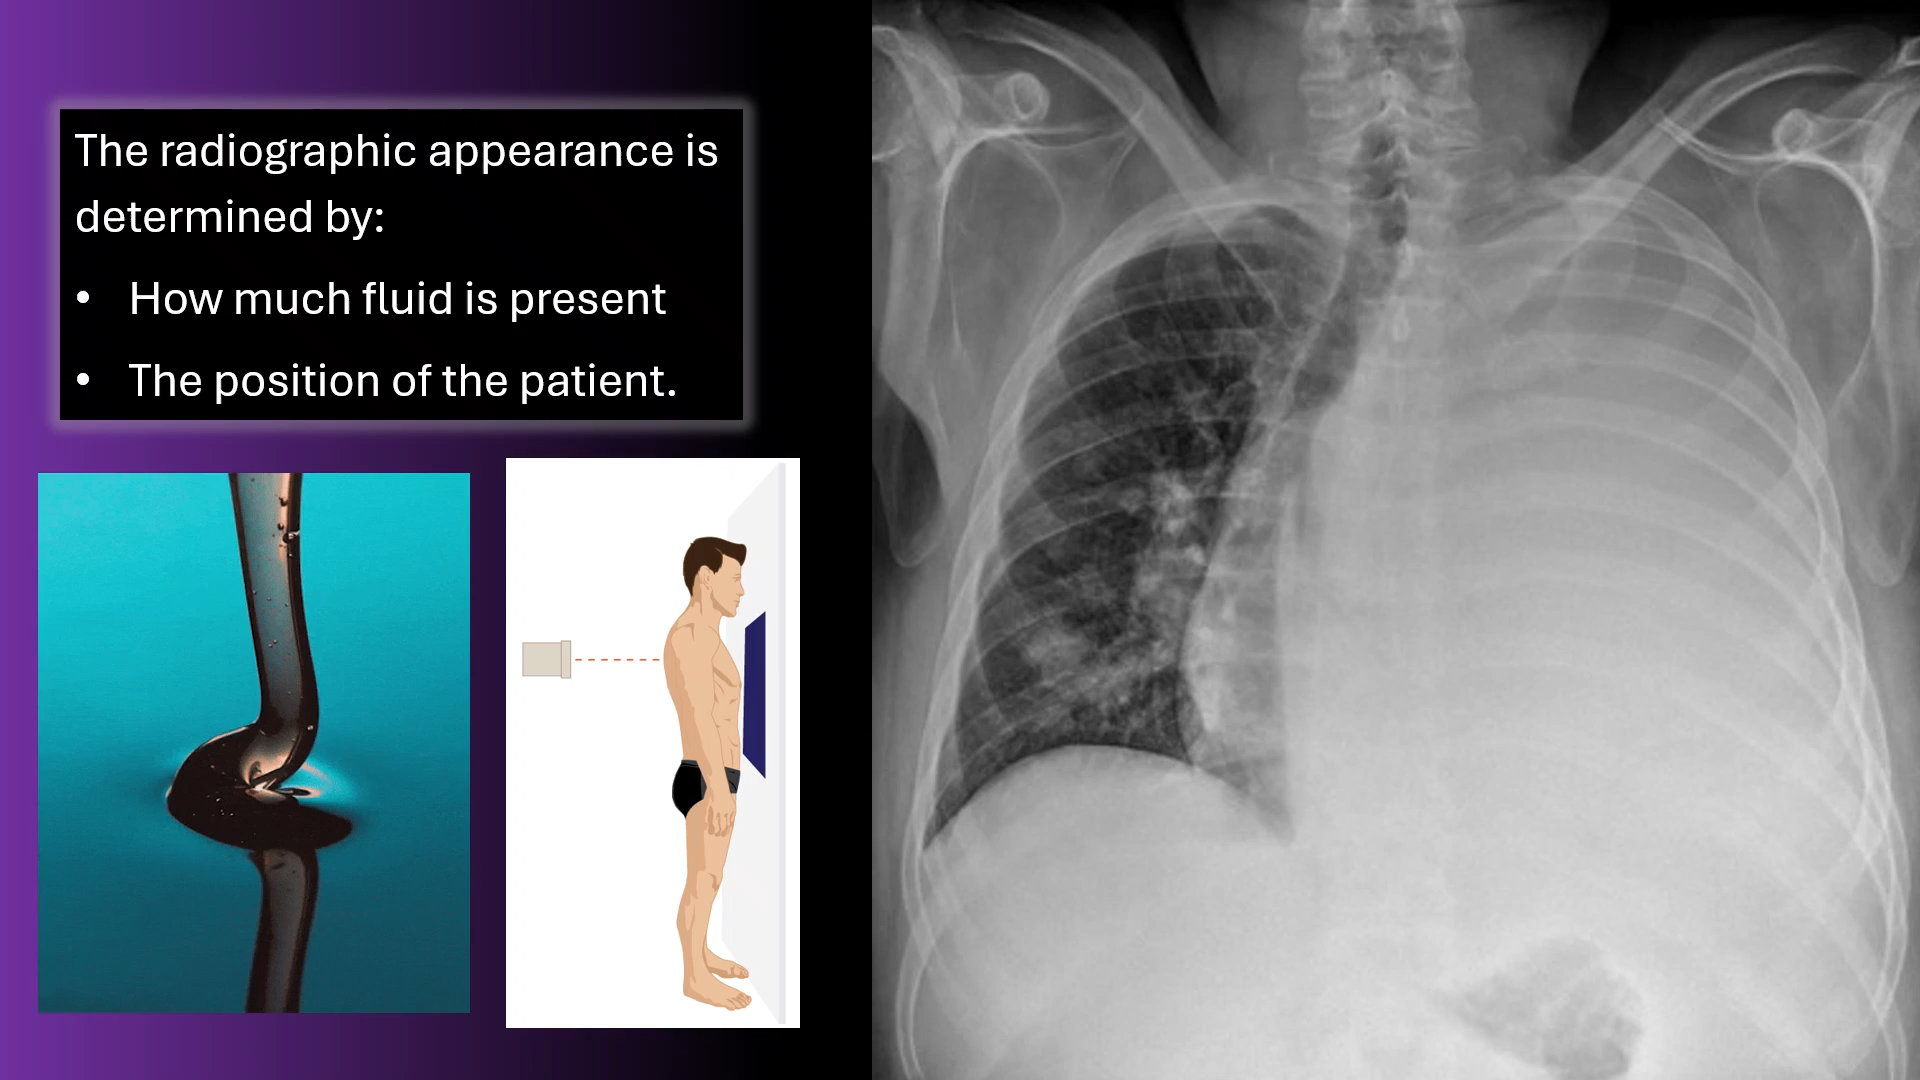 The radiographic appearance is
determined by:
• How much fluid is present
• The position of the patient.